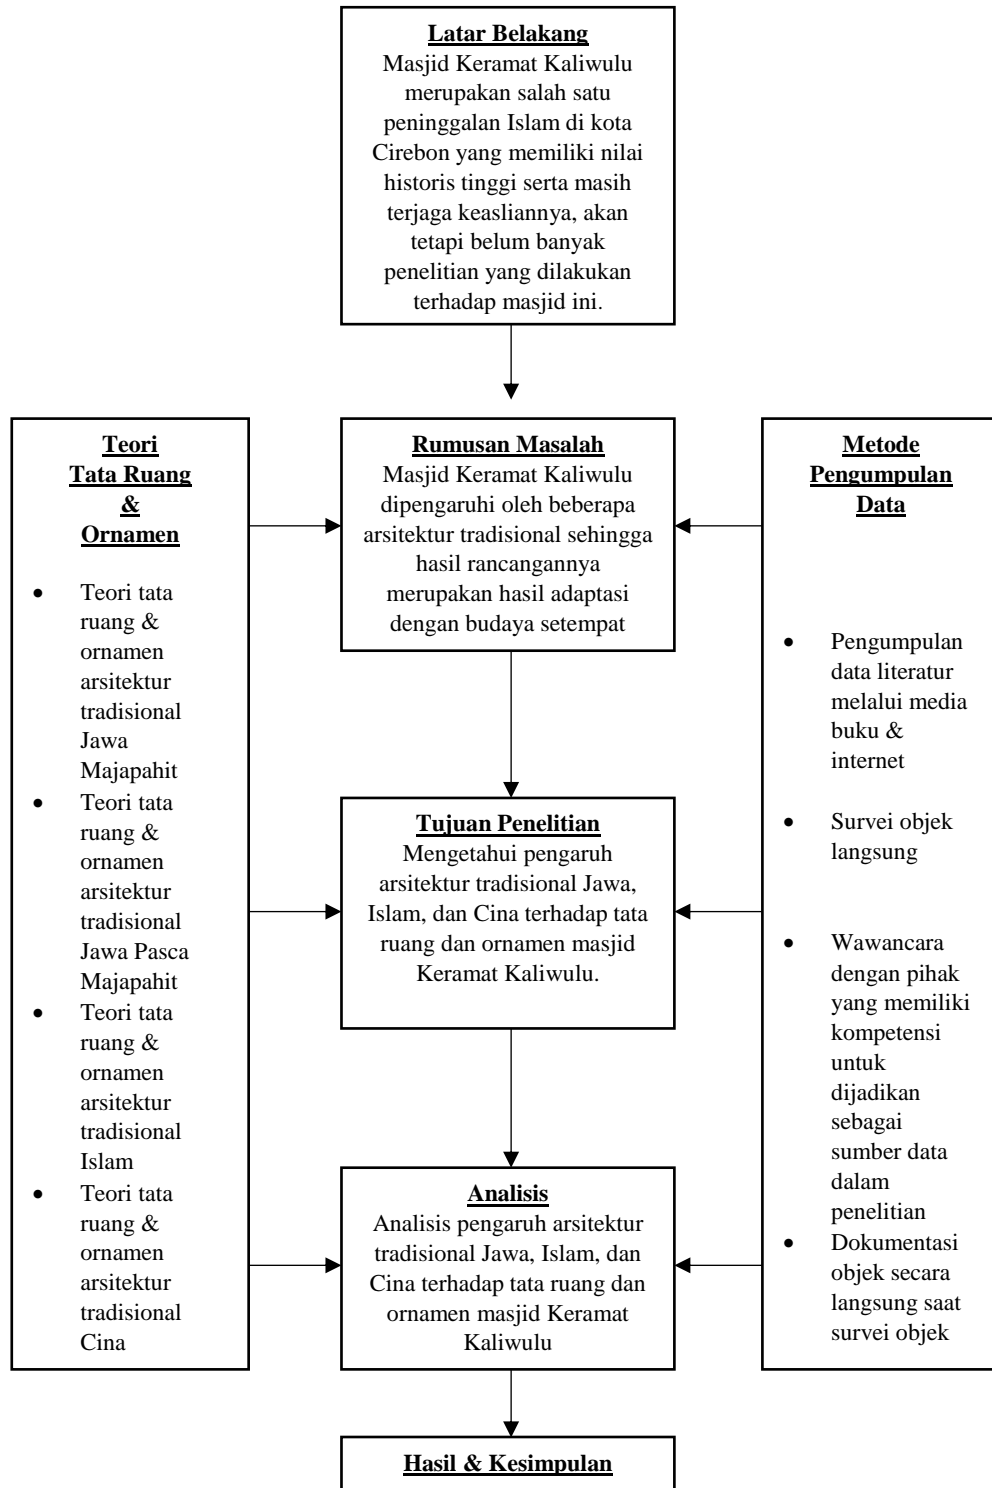 Latar Belakang
Masjid Keramat Kaliwulu
merupakan salah satu
peninggalan Islam di kota
Cirebon yang memiliki nilai
historis tinggi serta masih
terjaga keasliannya, akan
tetapi belum banyak
penelitian yang dilakukan
terhadap masjid ini.
Teori
Tata Ruang
&
Ornamen
• Teori tata
ruang &
ornamen
arsitektur
tradisional
Jawa
Majapahit
• Teori tata
ruang &
ornamen
arsitektur
tradisional
Jawa Pasca
Majapahit
• Teori tata
ruang &
ornamen
arsitektur
tradisional
Islam
• Teori tata
ruang &
ornamen
arsitektur
tradisional
Cina
Rumusan Masalah
Masjid Keramat Kaliwulu
dipengaruhi oleh beberapa
arsitektur tradisional sehingga
hasil rancangannya
merupakan hasil adaptasi
dengan budaya setempat
Tujuan Penelitian
Mengetahui pengaruh
arsitektur tradisional Jawa,
Islam, dan Cina terhadap tata
ruang dan ornamen masjid
Keramat Kaliwulu.
Analisis
Analisis pengaruh arsitektur
tradisional Jawa, Islam, dan
Cina terhadap tata ruang dan
ornamen masjid Keramat
Kaliwulu
Metode
Pengumpulan
Data
• Pengumpulan
data literatur
melalui media
buku &
internet
• Survei objek
langsung
• Wawancara
dengan pihak
yang memiliki
kompetensi
untuk
dijadikan
sebagai
sumber data
dalam
penelitian
• Dokumentasi
objek secara
langsung saat
survei objek
Hasil & Kesimpulan